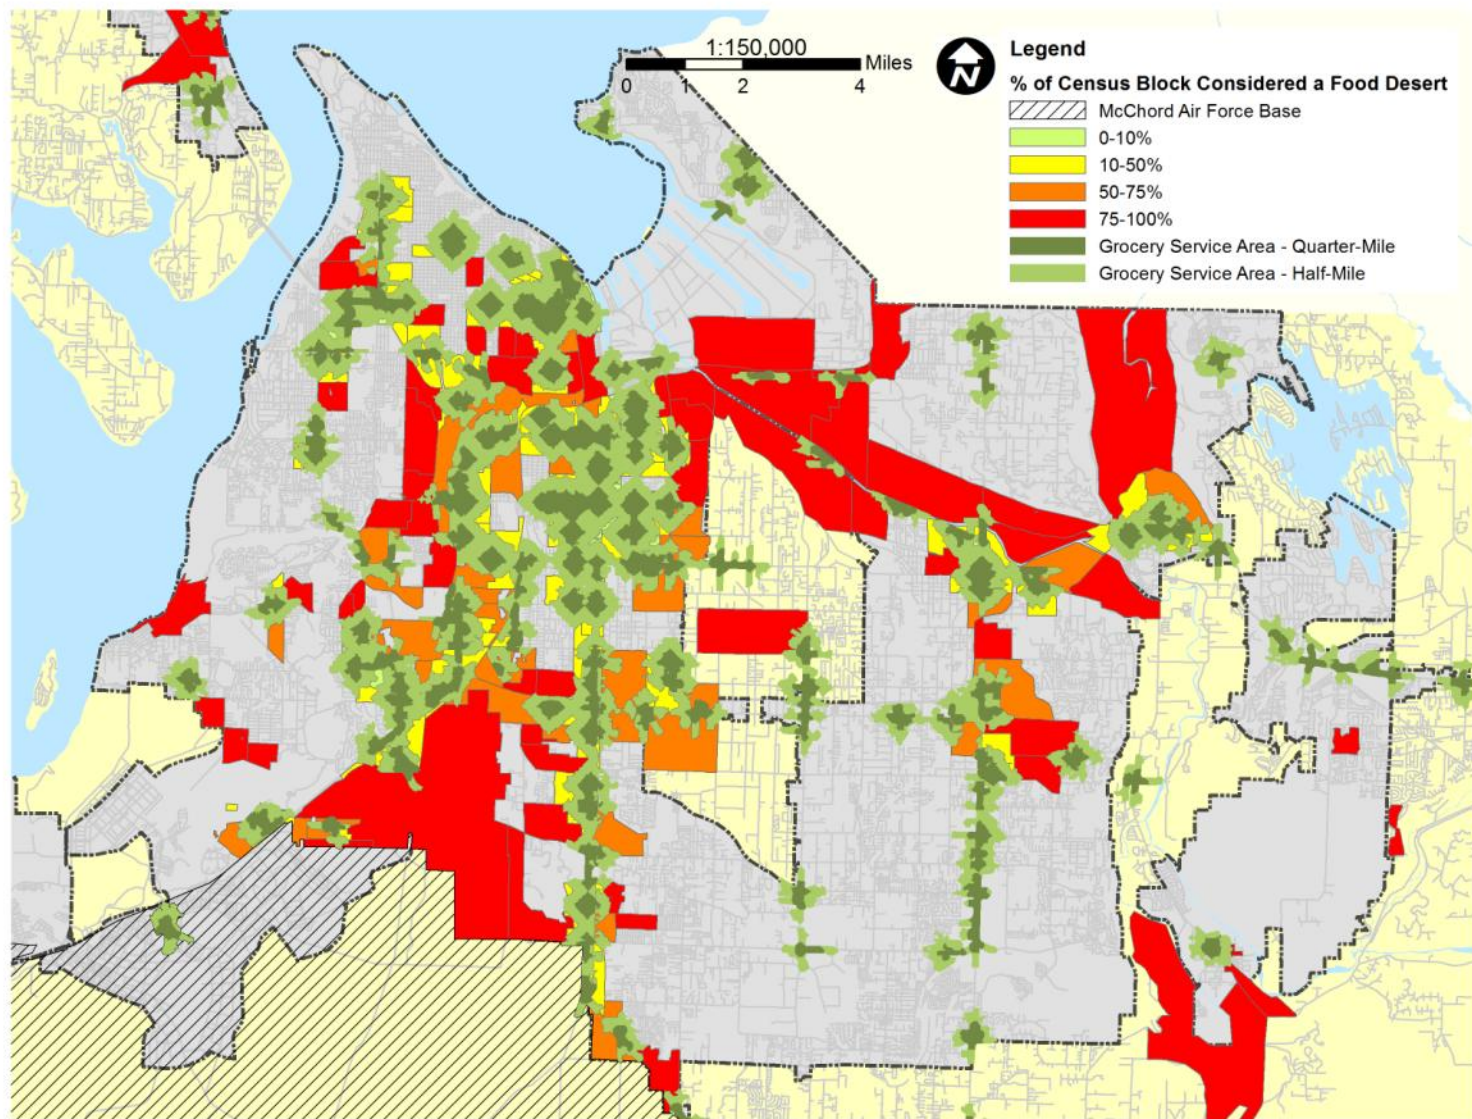 1:150,000
Miles
0 1 2 4
N
Legend
% of Census Block Considered a Food Desert
McChord Air Force Base
0-10%
10-50%
50-75%
75-100%
Grocery Service Area - Quarter-Mile
Grocery Service Area - Half-Mile